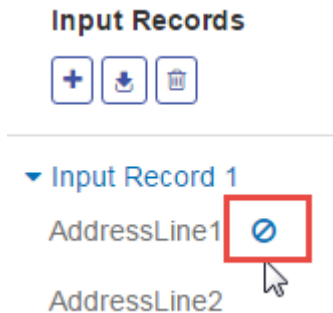 Input Records
Input Record 1
AddressLine1
AddressLine2